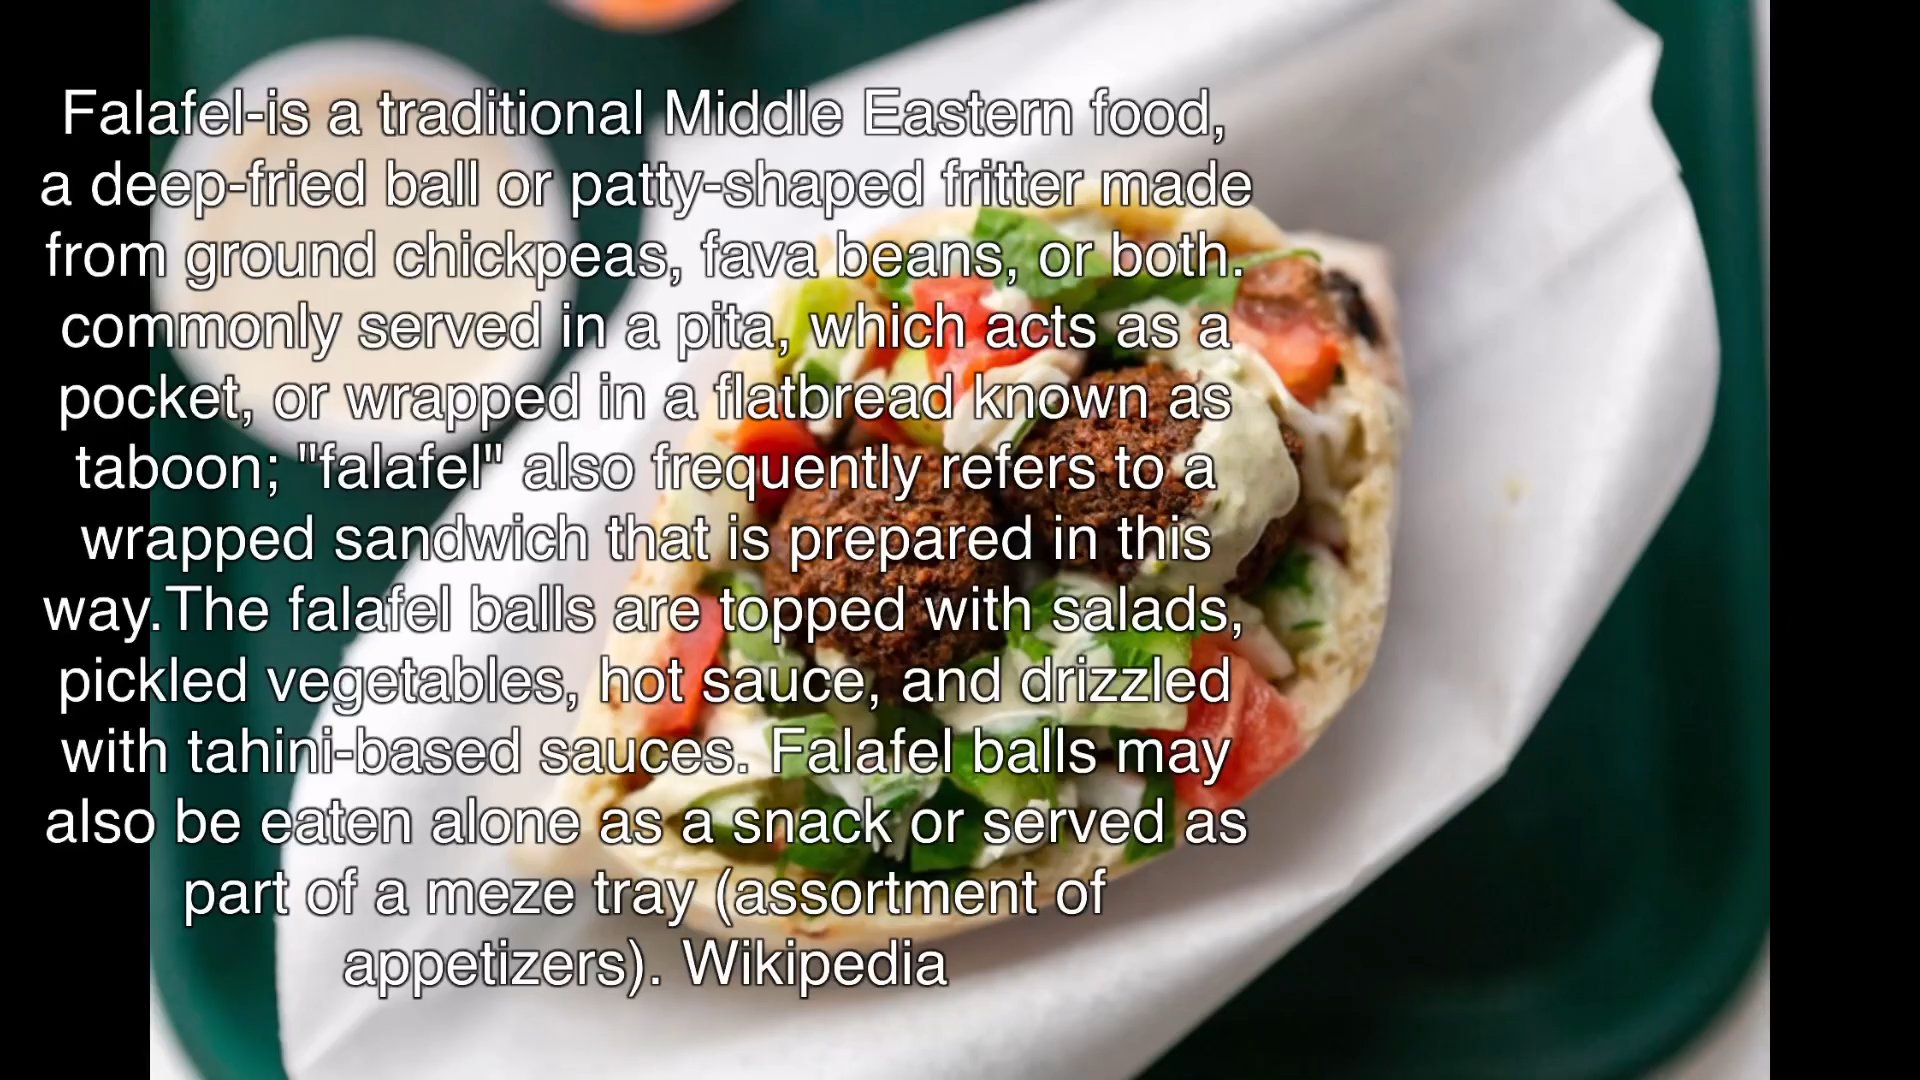 Falafel-is a traditional Middle Eastern food,
a deep-fried ball or patty-shaped fritter made
from ground chickpeas, fava beans, or both.
commonly served in a pita, which acts as a
pocket, or wrapped in a flatbread known as
taboon; "falafel" also frequently refers to a
wrapped sandwich that is prepared in this
way.The falafel balls are topped with salads,
pickled vegetables, hot sauce, and drizzled
with tahini-based sauces. Falafel balls may
also be eaten alone as a snack or served as
part of a meze tray (assortment of
appetizers). Wikipedia